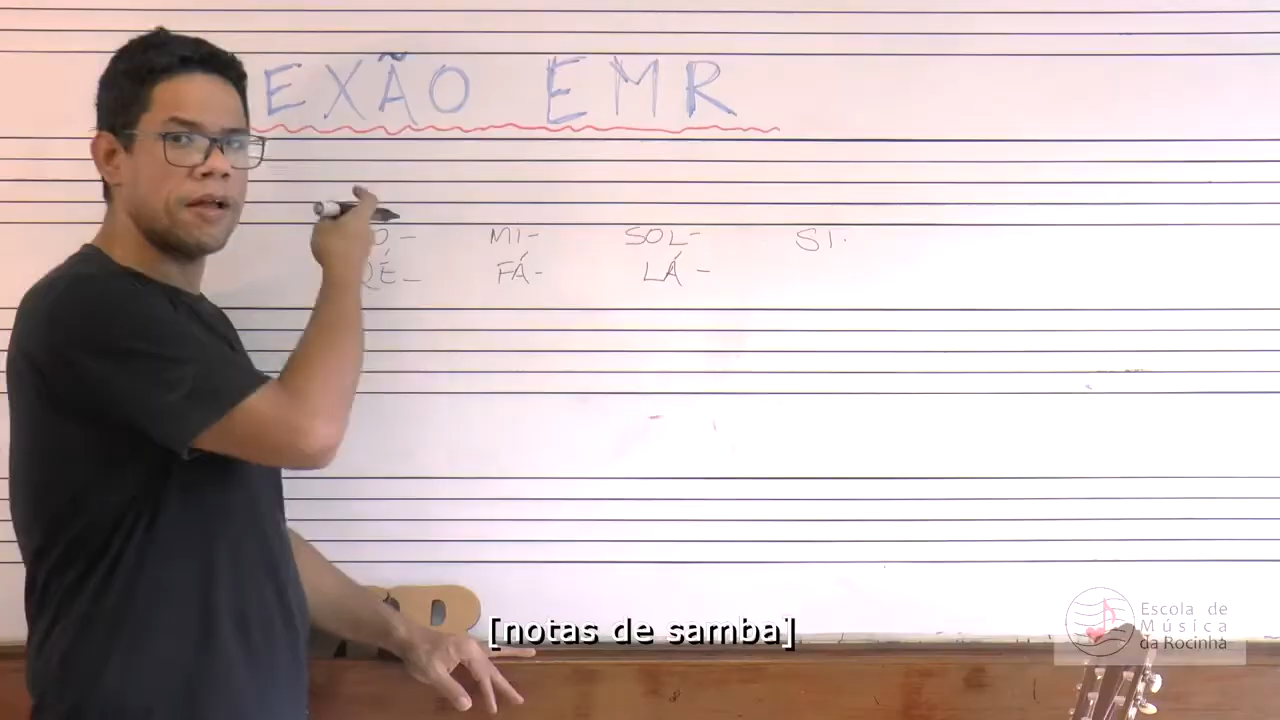 EXÃO EMR
Ó- MI- SOL- SI.
RÉ- FÁ- LÁ-
[notas de samba]
Escola de
Música
da Rocinha